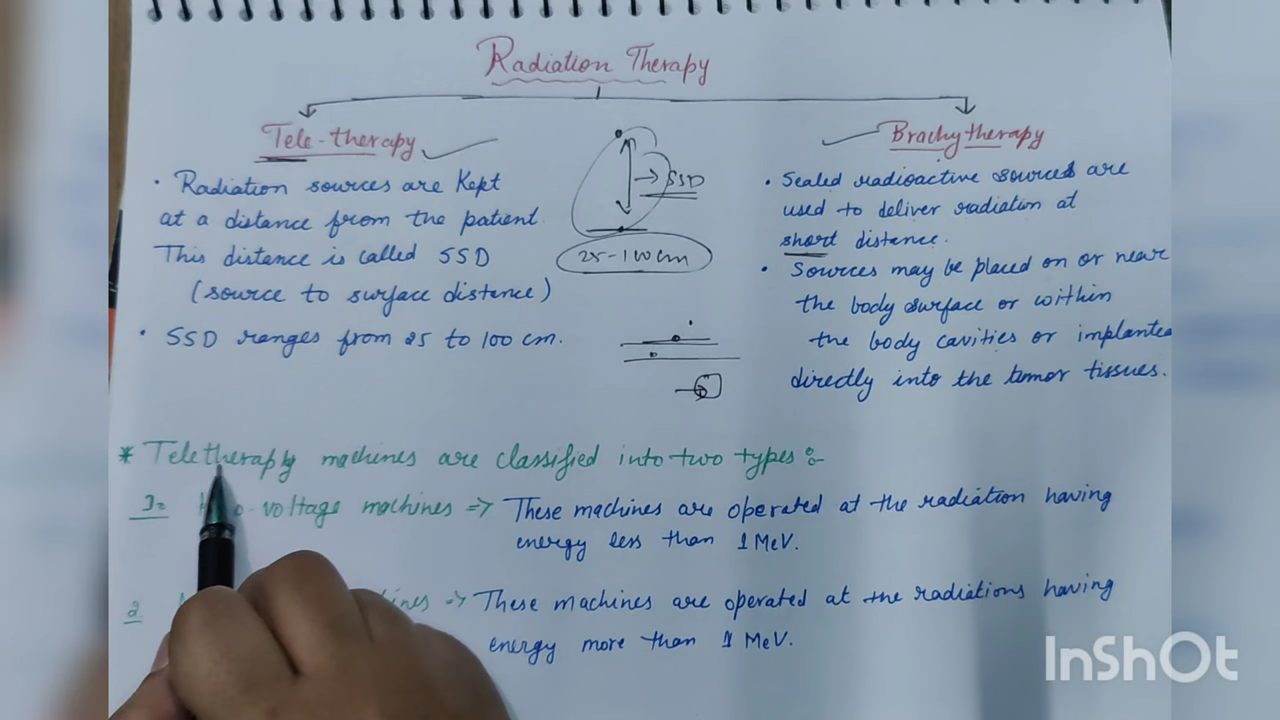 Radiation Therapy
Tele-therapy
• Radiation sources are kept
at a distance from the patient.
This distance is called SSD
(source to surface distance)
• SSD ranges from 25 to 100 cm.
SSD
25-100cm
Brachytherapy
• Sealed radioactive sources are
used to deliver radiation at
short distance.
• Sources may be placed on or near
the body surface or within
the body cavities or implanted
directly into the tumor tissues.
* Teletherapy machines are classified into two types :-
1. voltage machines => These machines are operated at the radiation having
energy less than 1 MeV.
2. => These machines are operated at the radiations having
energy more than 1 MeV.
InShOt